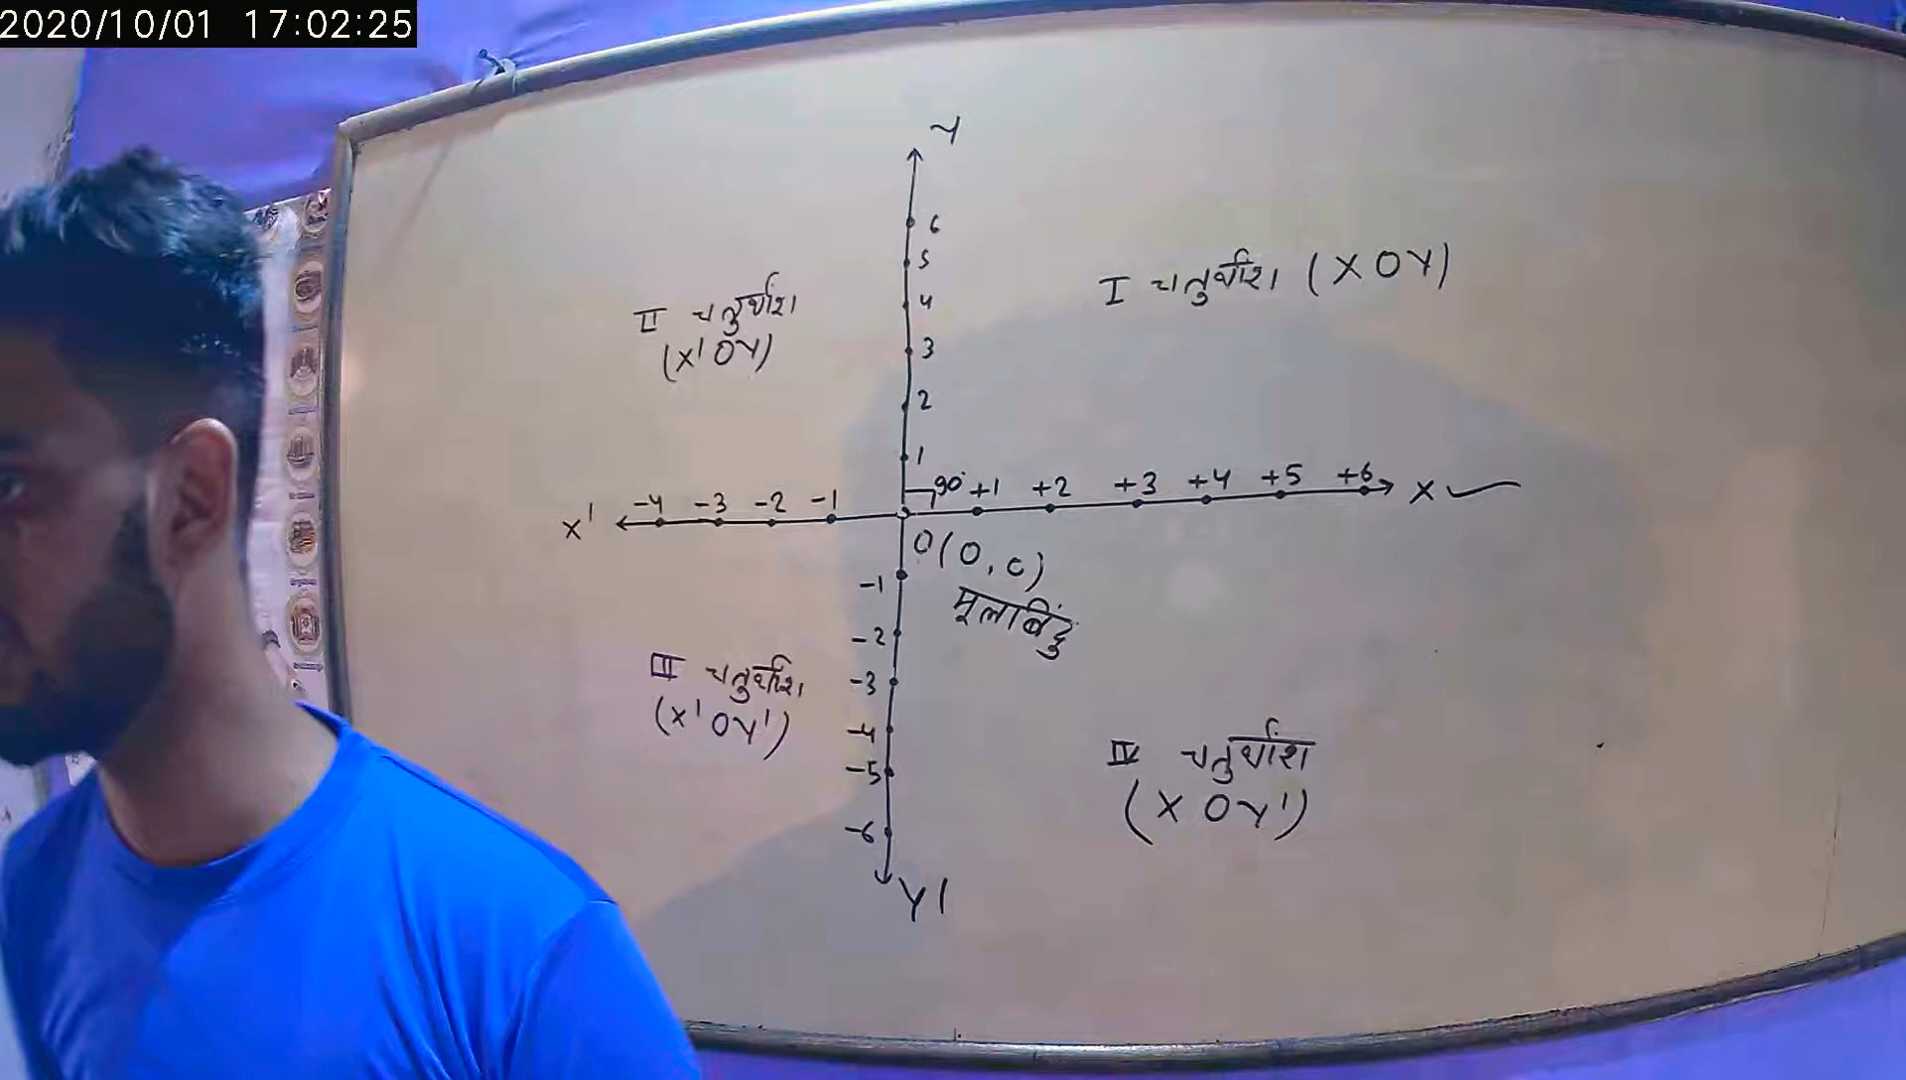 2020/10/01 17:02:25
Y
6
5
I चतुर्थांश (XOY)
II चतुर्थांश
4
(X'OY)
3
2
1
X' -4 -3 -2 -1 90° +1 +2 +3 +4 +5 +6 X
O(0,0)
-1
मूलबिंदु
-2
III चतुर्थांश
-3
(X'OY')
-4
IV चतुर्थांश
-5
(XOY')
-6
Y'